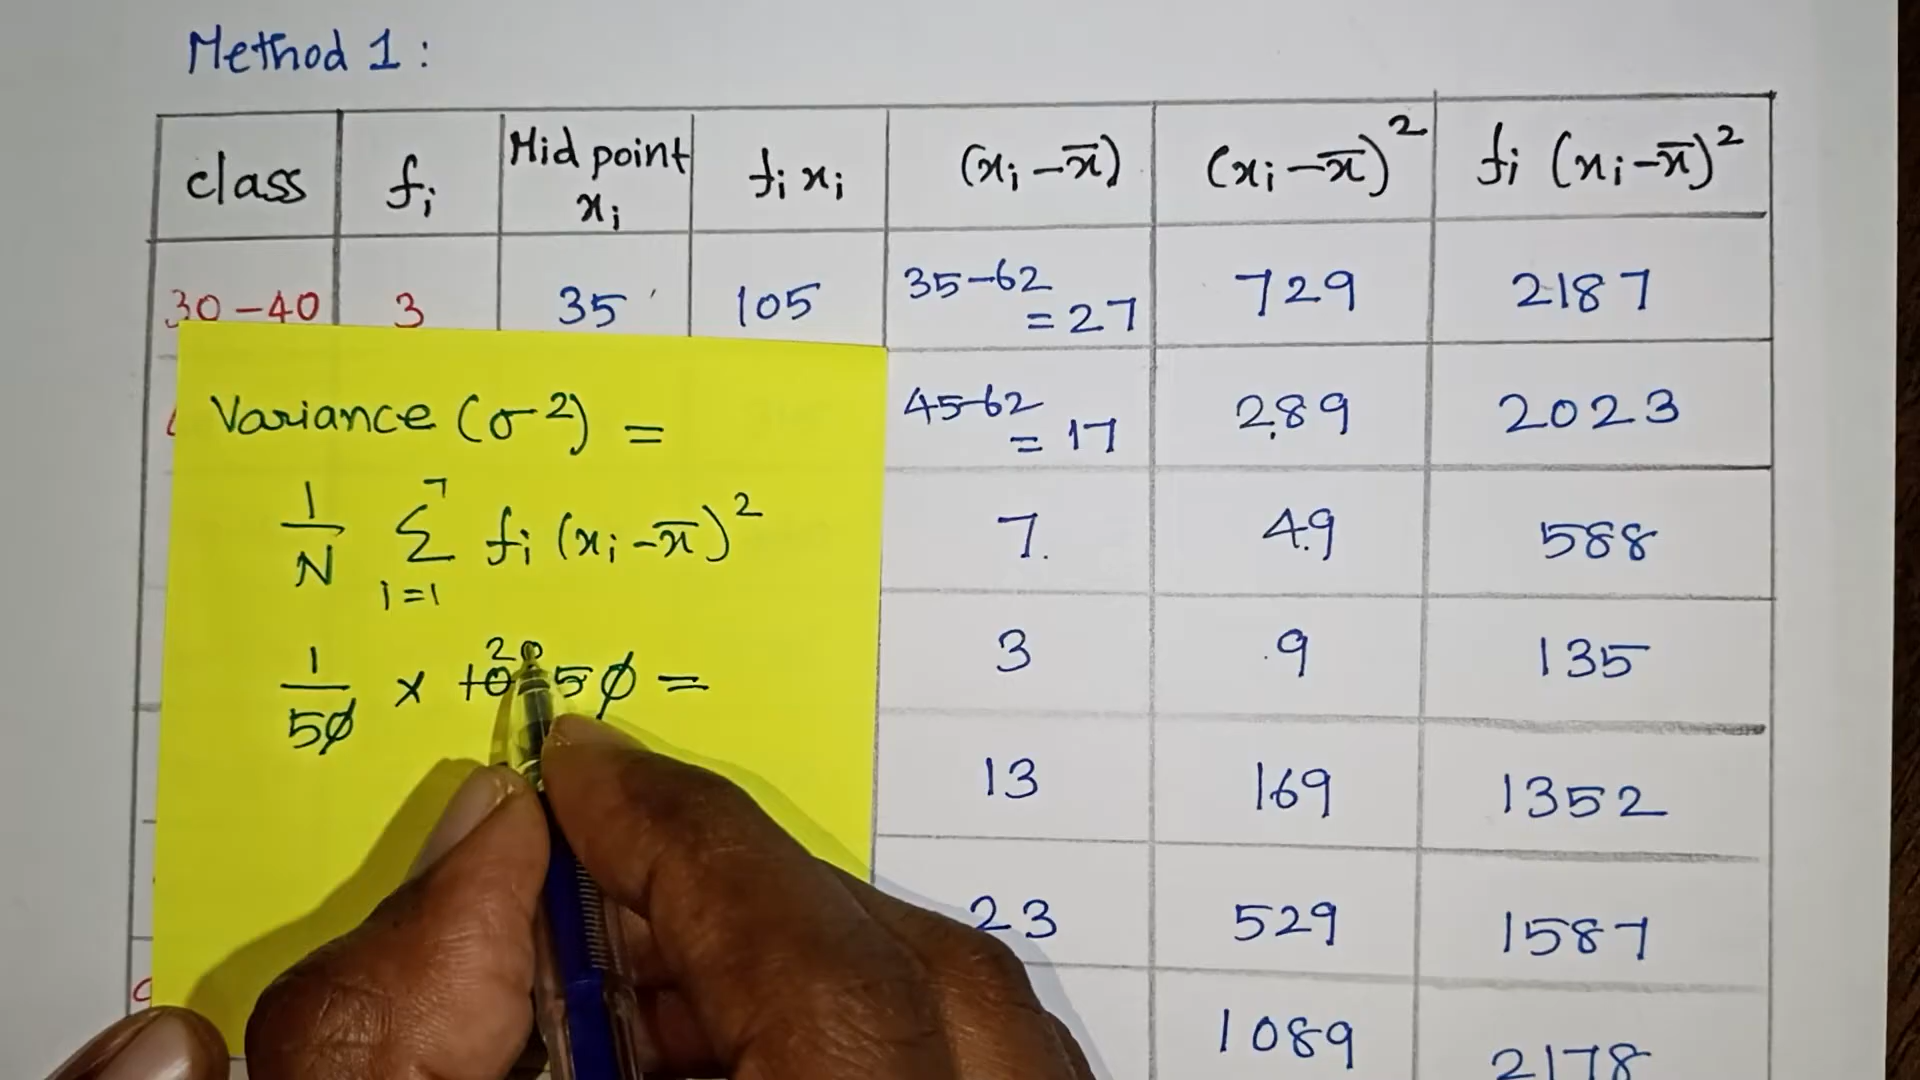 Method 1:
class fi Mid point xi fi xi (xi-x̄) (xi-x̄)² fi (xi-x̄)²
30-40 3 35 105 35-62 = 27 729 2187
45-62 = 17 289 2023
7 49 588
3 9 135
13 169 1352
23 529 1587
1089 2178
Variance (σ²) =
1/N Σ 7 i=1 fi (xi-x̄)²
20
1/50 × 10050 =